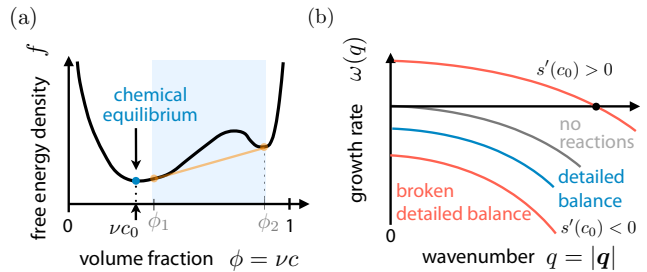 (a)
f
free energy density
chemical
equilibrium
0
νc₀
ϕ₁
ϕ₂
1
volume fraction ϕ = νc
(b)
ω(q)
growth rate
s′(c₀) > 0
no
reactions
detailed
balance
broken
detailed balance
s′(c₀) < 0
0
wavenumber q = |q|